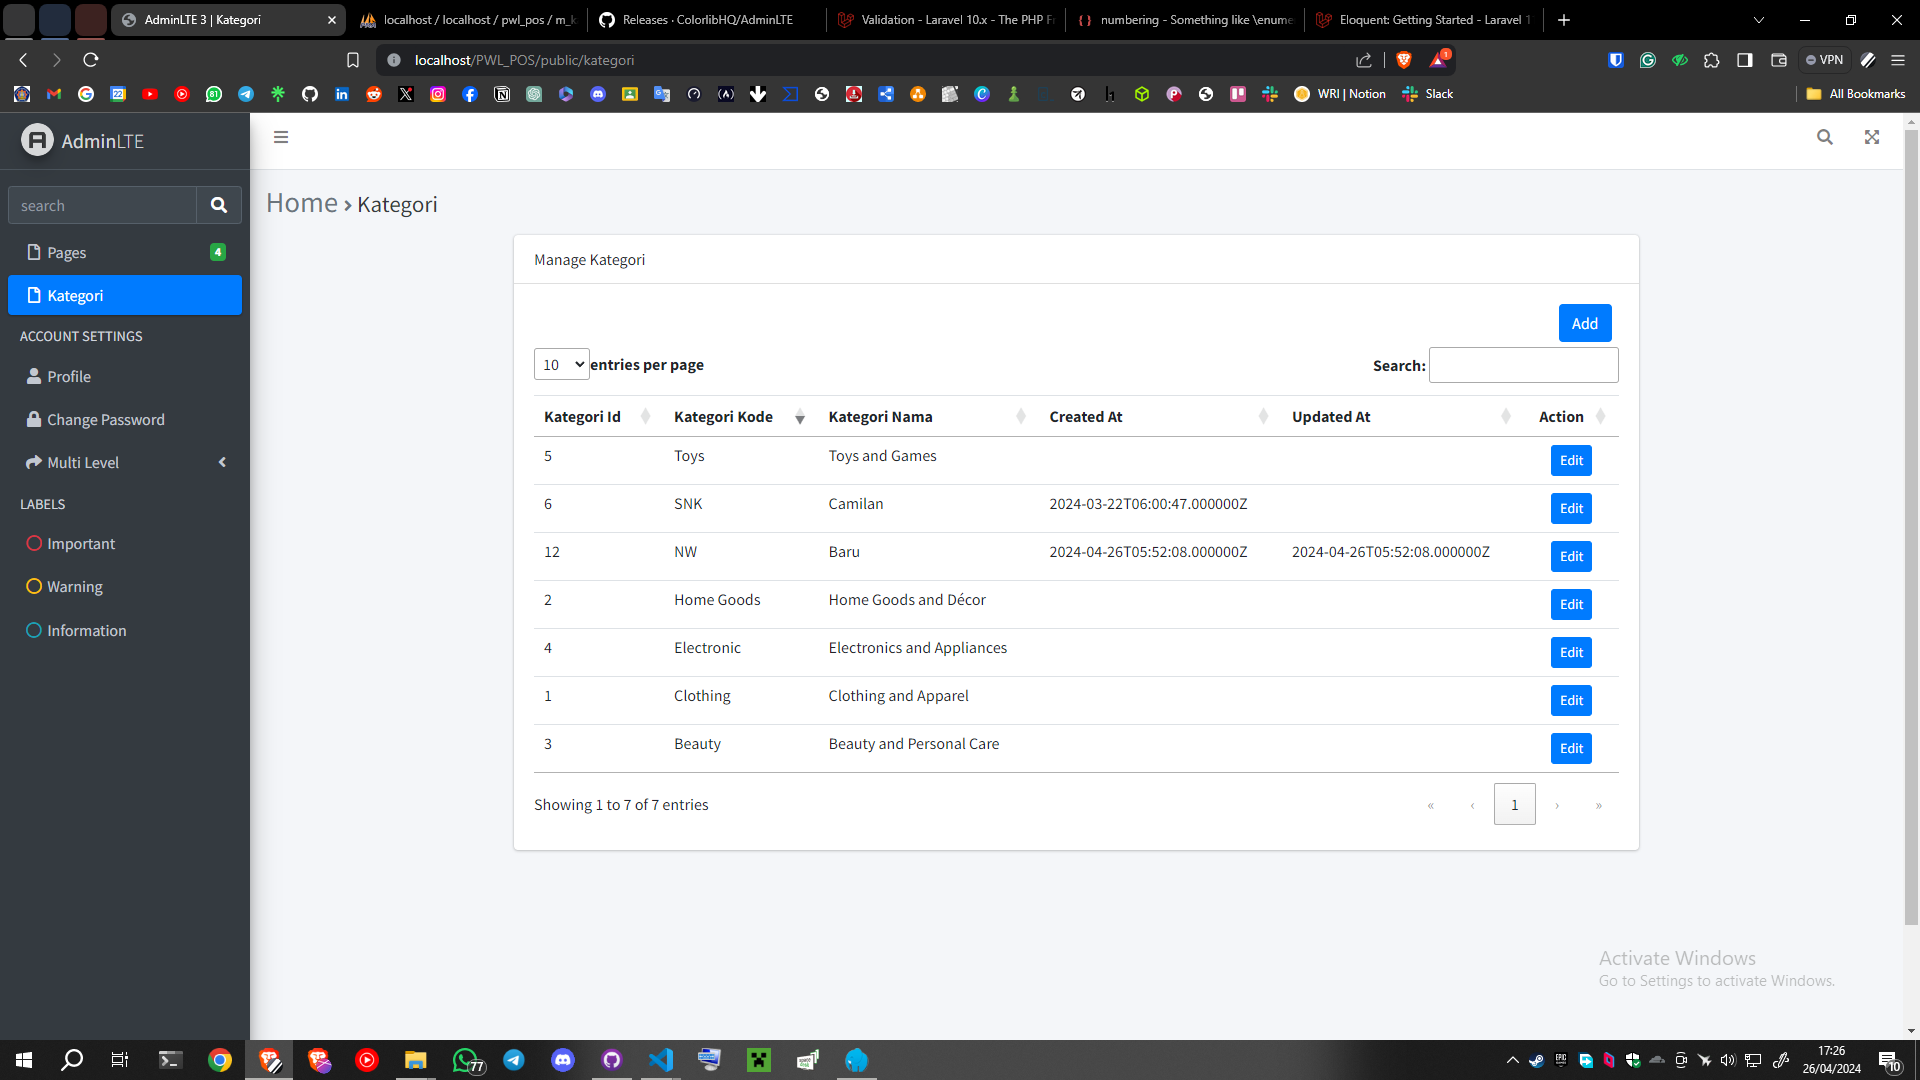 AdminLTE 3 | Kategori
localhost / localhost / pwl_pos / m_k
Releases · ColorlibHQ/AdminLTE
Validation - Laravel 10.x - The PHP Fr
numbering - Something like \enume
Eloquent: Getting Started - Laravel 1
localhost/PWL_POS/public/kategori
1
VPN
WRI | Notion
Slack
All Bookmarks
AdminLTE
search
Pages
4
Kategori
ACCOUNT SETTINGS
Profile
Change Password
Multi Level
LABELS
Important
Warning
Information
Home › Kategori
Manage Kategori
Add
10 entries per page
Search:
Kategori Id Kategori Kode Kategori Nama Created At Updated At Action
5 Toys Toys and Games Edit
6 SNK Camilan 2024-03-22T06:00:47.000000Z Edit
12 NW Baru 2024-04-26T05:52:08.000000Z 2024-04-26T05:52:08.000000Z Edit
2 Home Goods Home Goods and Décor Edit
4 Electronic Electronics and Appliances Edit
1 Clothing Clothing and Apparel Edit
3 Beauty Beauty and Personal Care Edit
Showing 1 to 7 of 7 entries
« ‹ 1 › »
Activate Windows
Go to Settings to activate Windows.
77
17:26
26/04/2024
10